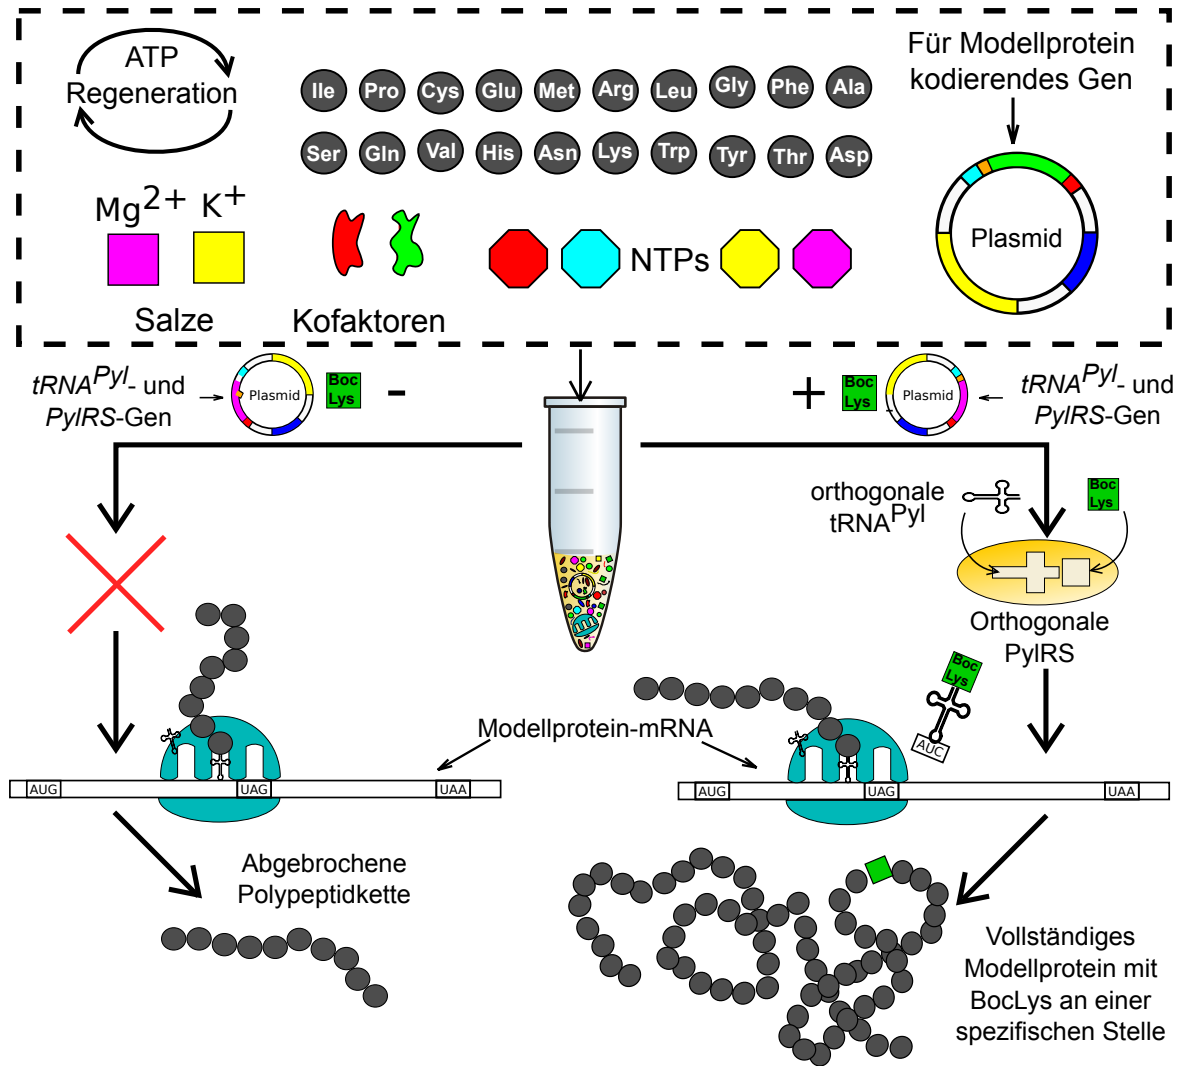 ATP
Regeneration
Für Modellprotein
kodierendes Gen
Ile Pro Cys Glu Met Arg Leu Gly Phe Ala
Ser Gln Val His Asn Lys Trp Tyr Thr Asp
Mg2+ K+
Salze
Kofaktoren
NTPs
Plasmid
tRNAPyl- und
PylRS-Gen
Plasmid
Boc
Lys
-
+
Boc
Lys
Plasmid
tRNAPyl- und
PylRS-Gen
orthogonale
tRNAPyl
Boc
Lys
Orthogonale
PylRS
Boc
Lys
AUC
Modellprotein-mRNA
AUG UAG UAA
AUG UAG UAA
Abgebrochene
Polypeptidkette
Vollständiges
Modellprotein mit
BocLys an einer
spezifischen Stelle